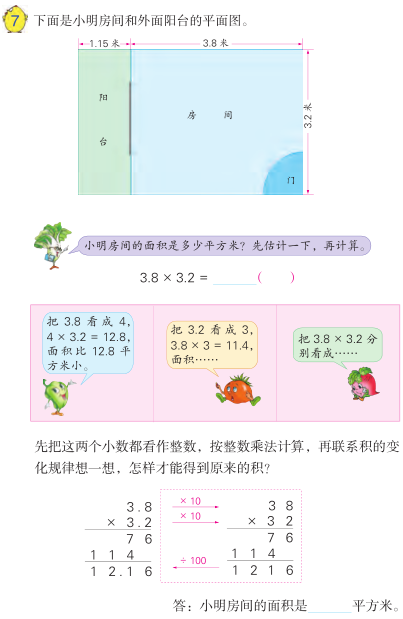 7 下面是小明房间和外面阳台的平面图。
1.15 米 3.8 米
阳台
房 间
3.2 米
门
小明房间的面积是多少平方米？先估计一下，再计算。
3.8 × 3.2 = ______( )
把 3.8 看成 4，
4 × 3.2 = 12.8，
面积比 12.8 平
方米小。
把 3.2 看成 3，
3.8 × 3 = 11.4，
面积……
把 3.8 × 3.2 分
别看成……
先把这两个小数都看作整数，按整数乘法计算，再联系积的变
化规律想一想，怎样才能得到原来的积？
3.8 × 10 3 8
× 3.2 × 10 × 3 2
7 6 7 6
1 1 4 ÷ 100 1 1 4
1 2.1 6 1 2 1 6
答：小明房间的面积是______平方米。